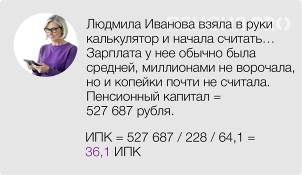 Людмила Иванова взяла в руки
калькулятор и начала считать...
Зарплата у нее обычно была
средней, миллионами не ворочала,
но и копейки почти не считала.
Пенсионный капитал =
527 687 рубля.
ИПК = 527 687 / 228 / 64,1 =
36,1 ИПК